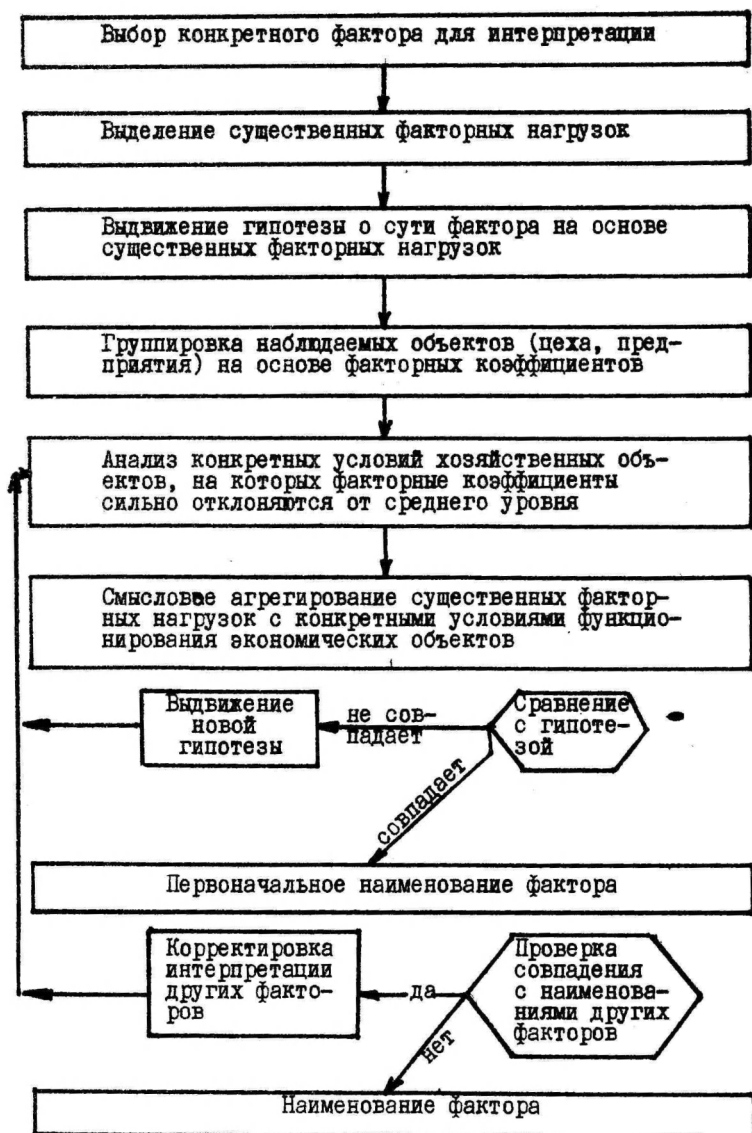 Выбор конкретного фактора для интерпретации
Выделение существенных факторных нагрузок
Выдвижение гипотезы о сути фактора на основе
существенных факторных нагрузок
Группировка наблюдаемых объектов (цеха, пред-
приятия) на основе факторных коэффициентов
Анализ конкретных условий хозяйственных объ-
ектов, на которых факторные коэффициенты
сильно отклоняются от среднего уровня
Смысловое агрегирование существенных фактор-
ных нагрузок с конкретными условиями функцио-
нирования экономических объектов
Выдвижение
новой
гипотезы
не сов-
падает
Сравнение
с гипоте-
зой
совпадает
Первоначальное наименование фактора
Корректировка
интерпретации
других факто-
ров
да
Проверка
совпадения
с наименова-
ниями других
факторов
нет
Наименование фактора